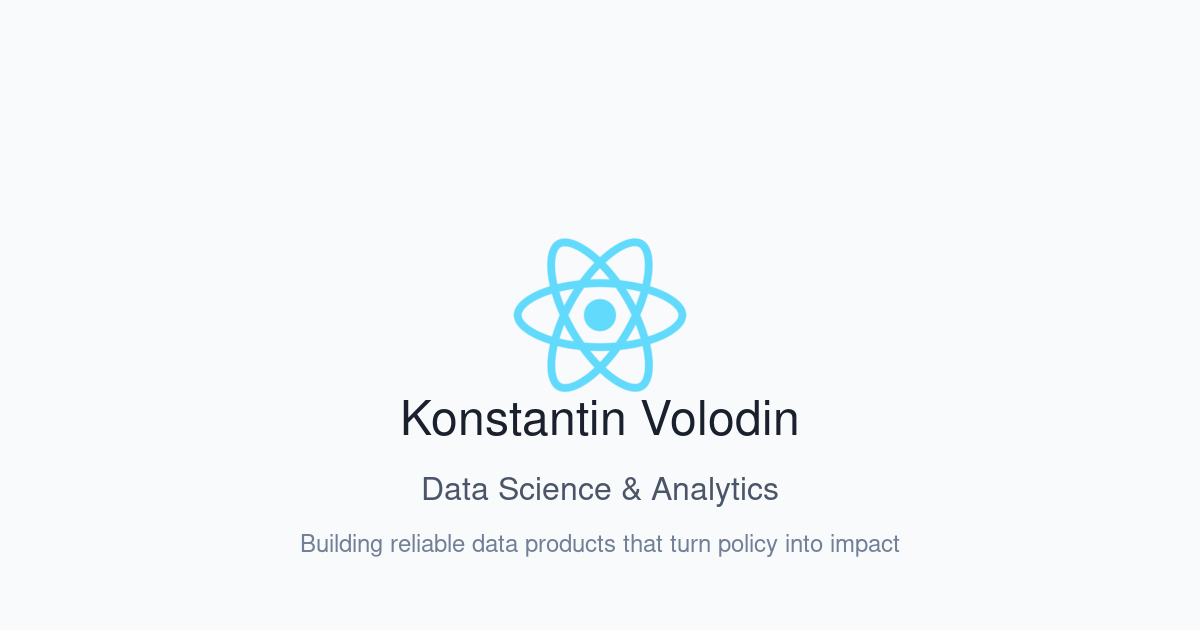 Konstantin Volodin
Data Science & Analytics
Building reliable data products that turn policy into impact